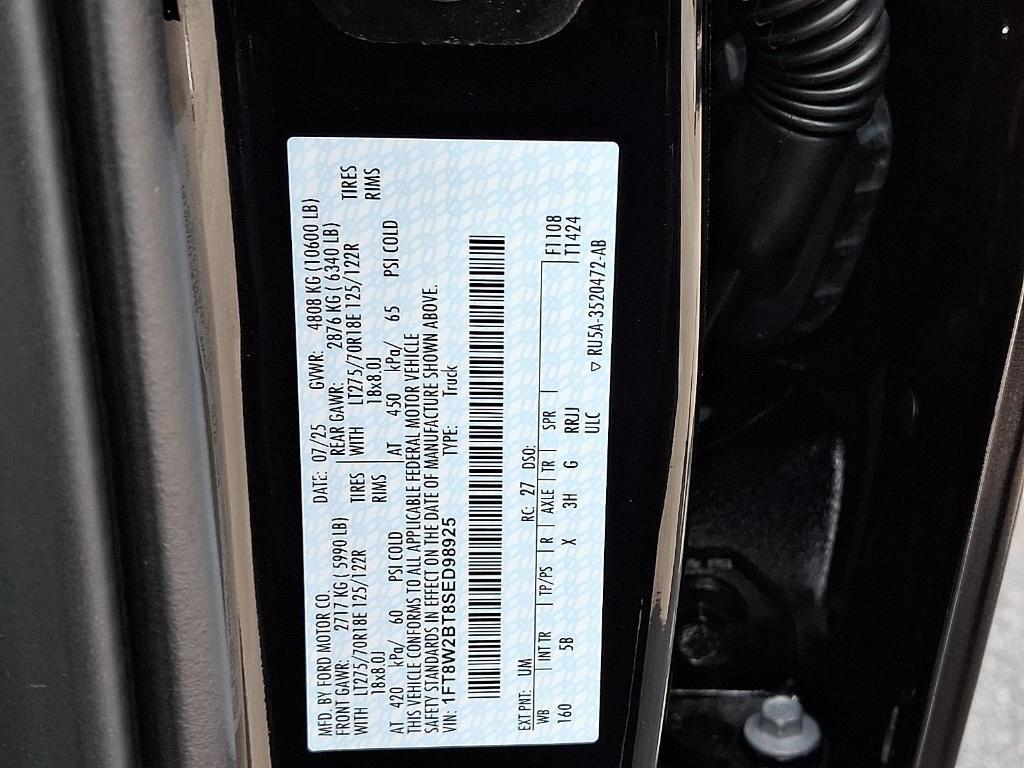 MFD. BY FORD MOTOR CO. DATE: 07/25 GVWR: 4808 KG (10600 LB)
FRONT GAWR: 2717 KG ( 5990 LB) REAR GAWR: 2876 KG ( 6340 LB)
WITH LT275/70R18E 125/122R TIRES WITH LT275/70R18E 125/122R TIRES
18x8.0J RIMS 18x8.0J RIMS
AT 420 kPa/ 60 PSI COLD AT 450 kPa/ 65 PSI COLD
THIS VEHICLE CONFORMS TO ALL APPLICABLE FEDERAL MOTOR VEHICLE
SAFETY STANDARDS IN EFFECT ON THE DATE OF MANUFACTURE SHOWN ABOVE.
VIN: 1FT8W2BT8SED98925 TYPE: Truck
EXT PNT: UM RC: 27 DSO:
WB INT TR TP/PS R AXLE TR SPR F1108
T1424
160 5B X 3H G RRJJ
ULC ▽ RU5A-3520472-AB